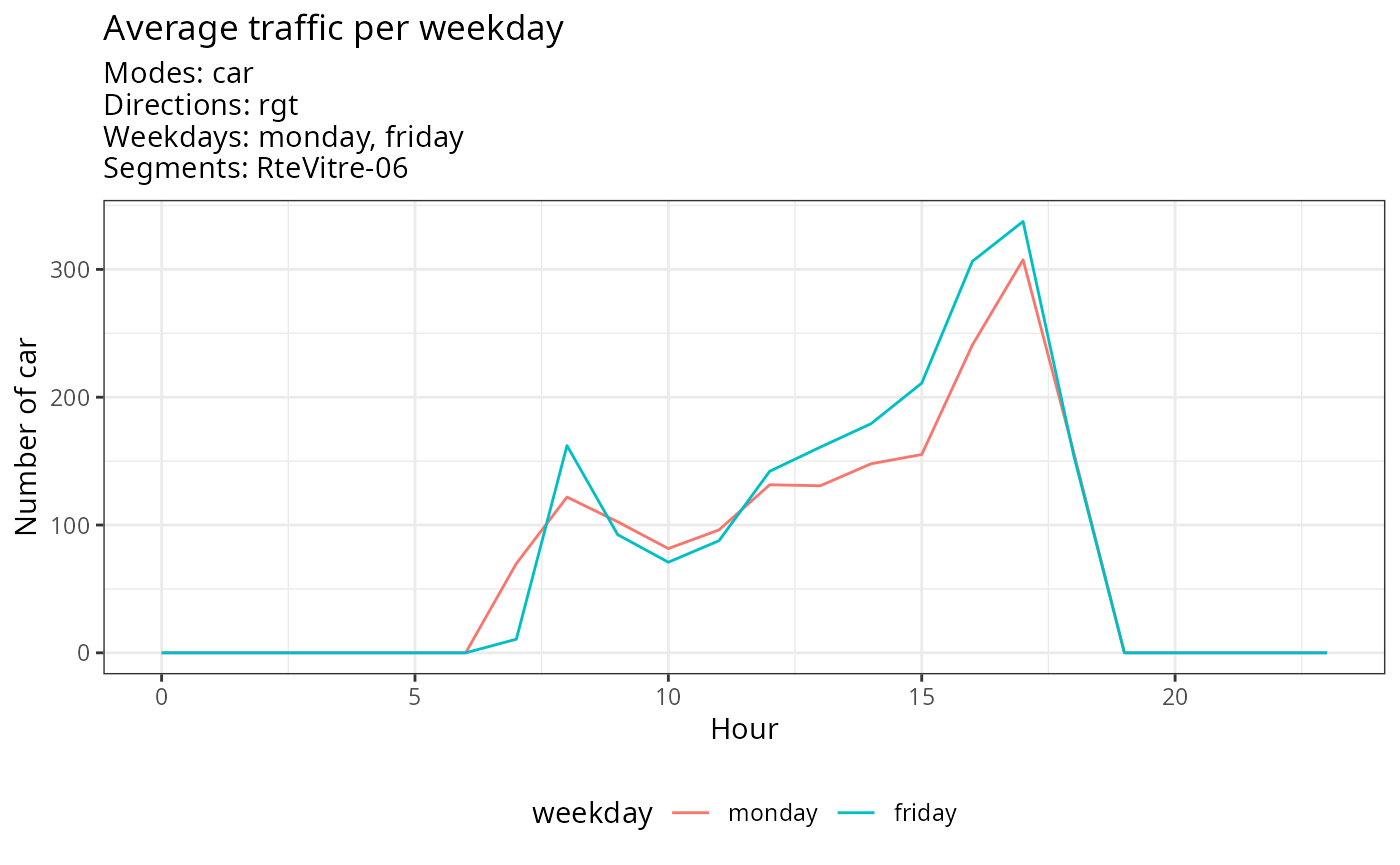 Average traffic per weekday
Modes: car
Directions: rgt
Weekdays: monday, friday
Segments: RteVitre-06
300
200
100
0
Number of car
0 5 10 15 20
Hour
weekday monday friday